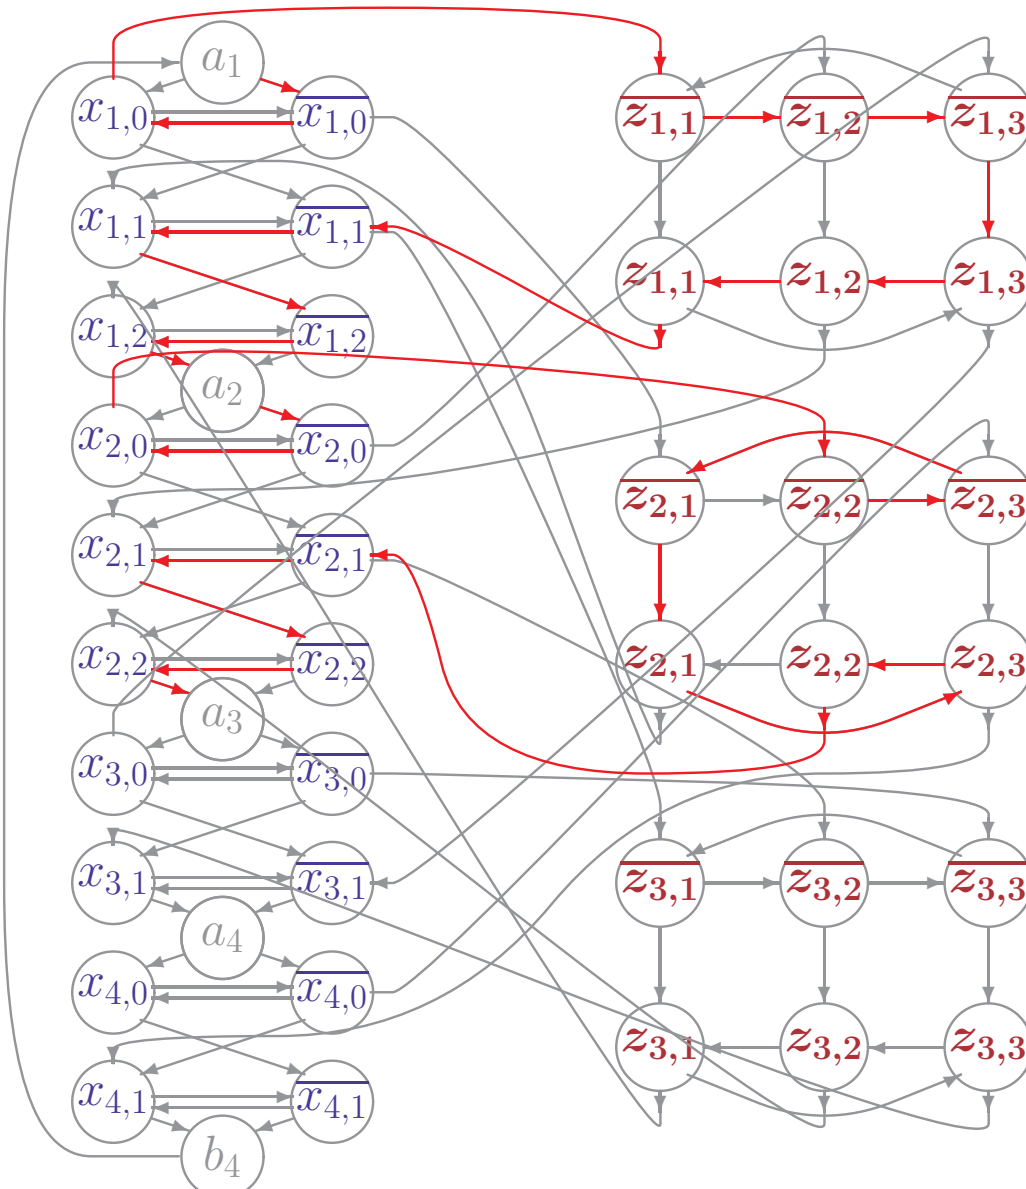 a₁
x₁,₀ x̅₁,₀ z̅₁,₁ z̅₁,₂ z̅₁,₃
x₁,₁ x̅₁,₁
z₁,₁ z₁,₂ z₁,₃
x₁,₂ x̅₁,₂
a₂
x₂,₀ x̅₂,₀
z̅₂,₁ z̅₂,₂ z̅₂,₃
x₂,₁ x̅₂,₁
x₂,₂ x̅₂,₂ z₂,₁ z₂,₂ z₂,₃
a₃
x₃,₀ x̅₃,₀
x₃,₁ x̅₃,₁ z̅₃,₁ z̅₃,₂ z̅₃,₃
a₄
x₄,₀ x̅₄,₀
z₃,₁ z₃,₂ z₃,₃
x₄,₁ x̅₄,₁
b₄